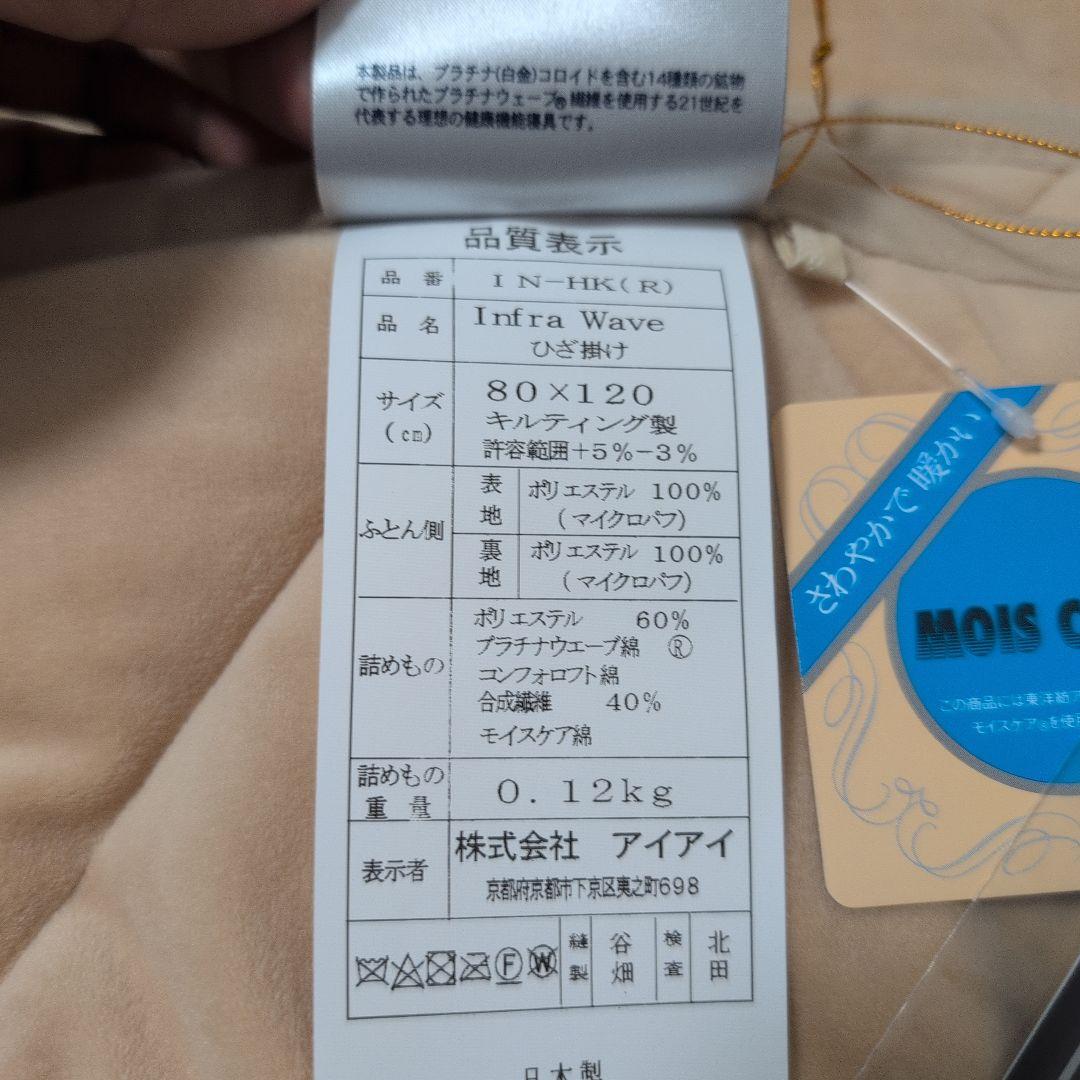 本製品は、プラチナ(白金)コロイドを含む14種類の鉱物
で作られたプラチナウェーブ®繊維を使用する21世紀を
代表する理想の健康機能寝具です。
品質表示
品番 IN-HK(R)
品名 Infra Wave
ひざ掛け
サイズ(cm) 80×120
キルティング製
許容範囲+5%-3%
ふとん側 表地 ポリエステル 100%
(マイクロパフ)
裏地 ポリエステル 100%
(マイクロパフ)
詰めもの ポリエステル 60%
プラチナウエーブ綿 Ⓡ
コンフォロフト綿
合成繊維 40%
モイスケア綿
詰めもの重量 0.12kg
表示者 株式会社 アイアイ
京都府京都市下京区夷之町698
F W 縫製 谷畑 検査 北田
日本製
さわやかで暖かい
MOIS C
この商品には東洋紡ア
モイスケア®を使用